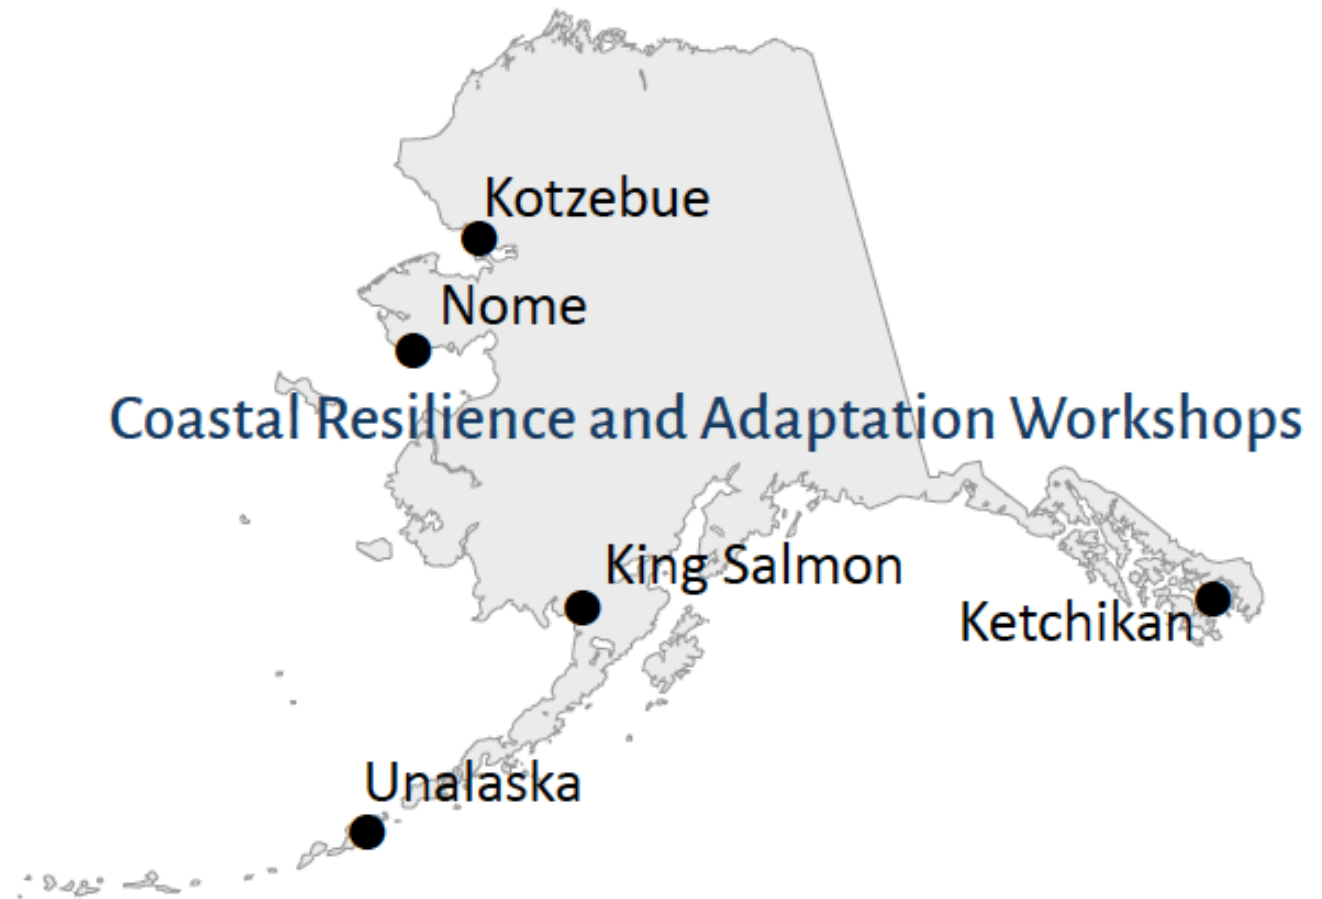 Kotzebue
Nome
Coastal Resilience and Adaptation Workshops
King Salmon
Ketchikan
Unalaska